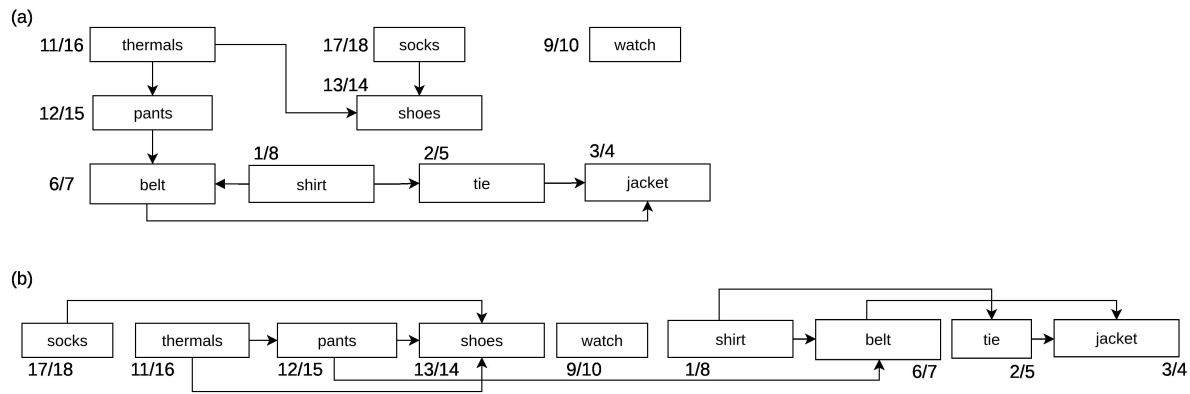 (a)
11/16 thermals 17/18 socks 9/10 watch
13/14
12/15 pants shoes
1/8 2/5 3/4
6/7 belt shirt tie jacket
(b)
socks thermals pants shoes watch shirt belt tie jacket
17/18 11/16 12/15 13/14 9/10 1/8 6/7 2/5 3/4